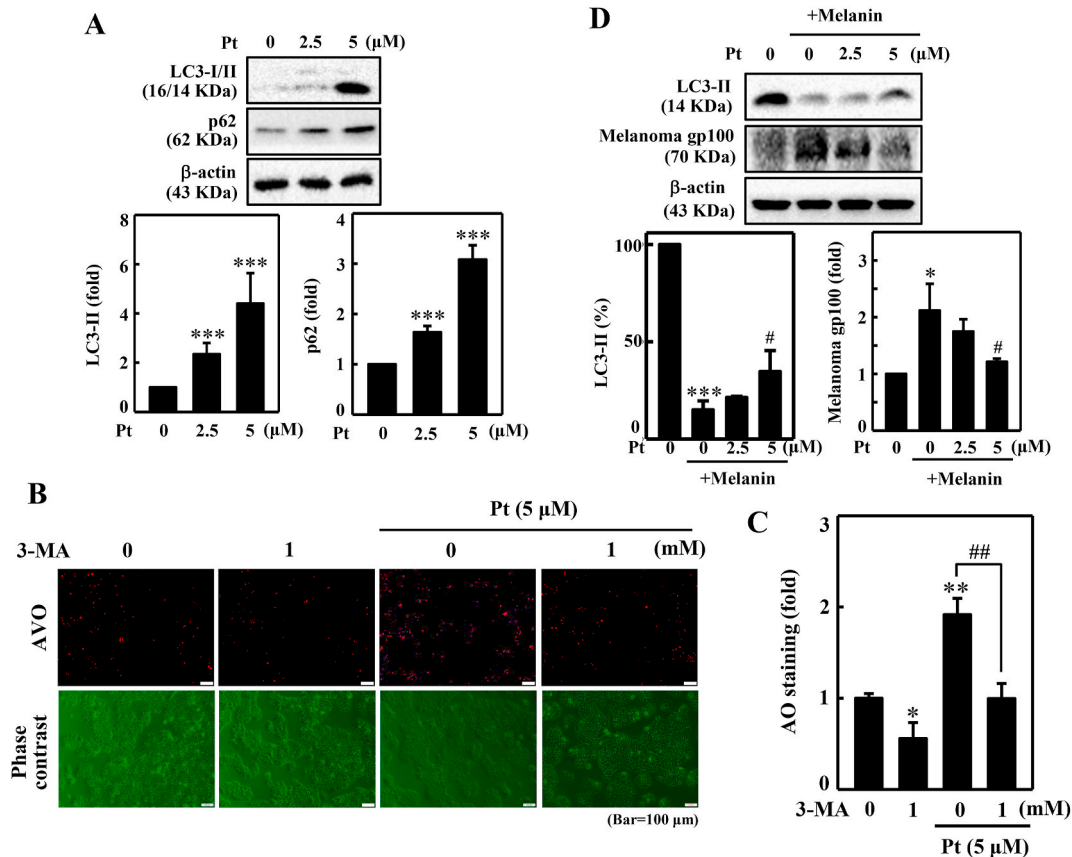 A
Pt 0 2.5 5 (μM)
LC3-I/II
(16/14 KDa)
p62
(62 KDa)
β-actin
(43 KDa)
LC3-II (fold)
8
6
4
2
0
Pt 0 2.5 5 (μM)
***
***
p62 (fold)
4
3
2
1
0
0 2.5 5 (μM)
***
***
D
+Melanin
Pt 0 0 2.5 5 (μM)
LC3-II
(14 KDa)
Melanoma gp100
(70 KDa)
β-actin
(43 KDa)
LC3-II (%)
100
50
***
#
Pt 0 0 2.5 5 (μM)
+Melanin
Melanoma gp100 (fold)
3
2
1
0
*
#
Pt 0 0 2.5 5 (μM)
+Melanin
B
Pt (5 μM)
3-MA 0 1 0 1 (mM)
AVO
Phase
contrast
(Bar=100 μm)
C
AO staining (fold)
3
2
1
0
*
**
##
3-MA 0 1 0 1 (mM)
Pt (5 μM)